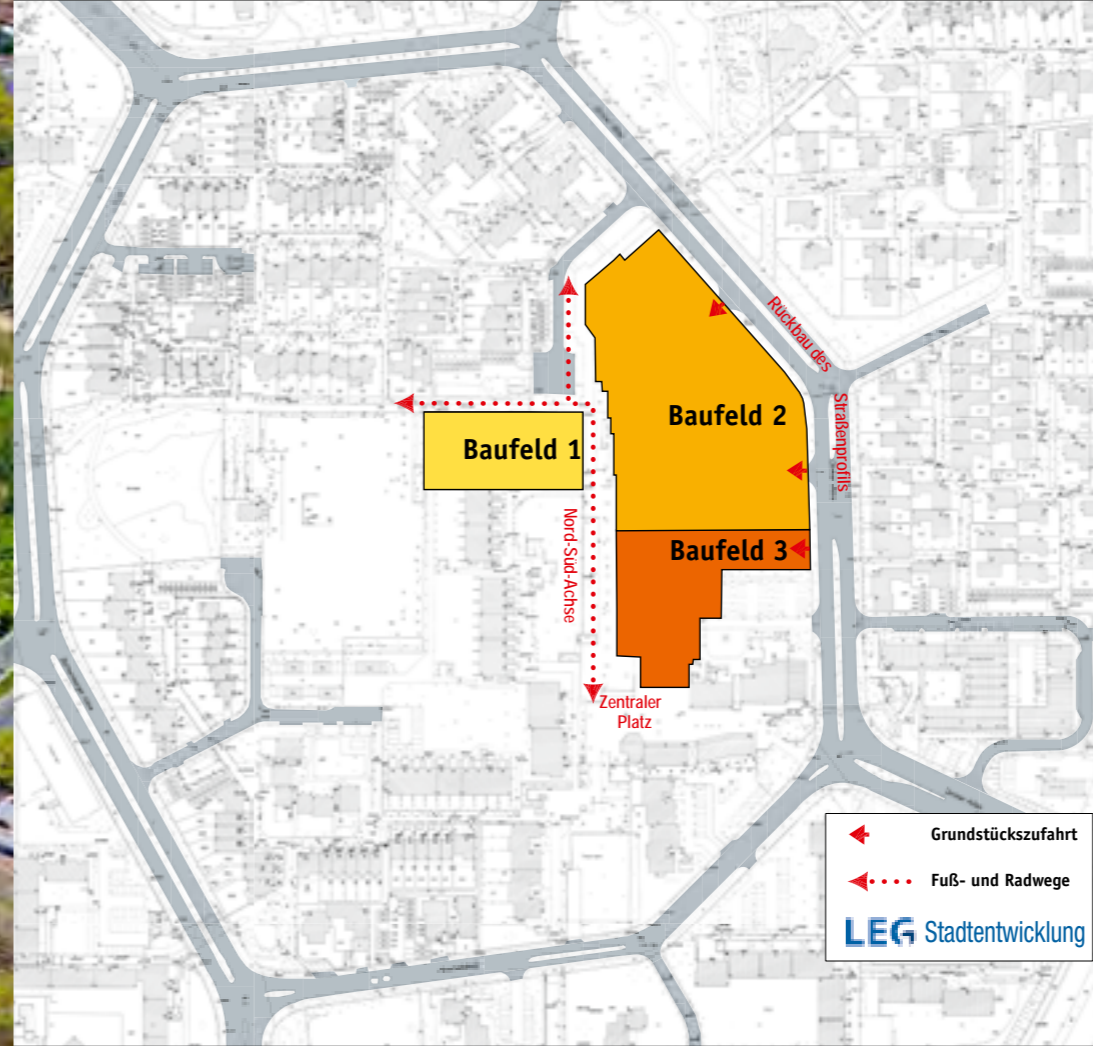 Rückbau des
Straßenprofils
Baufeld 2
Baufeld 1
Nord-Süd-Achse
Baufeld 3
Zentraler
Platz
Grundstückszufahrt
Fuß- und Radwege
LEG Stadtentwicklung